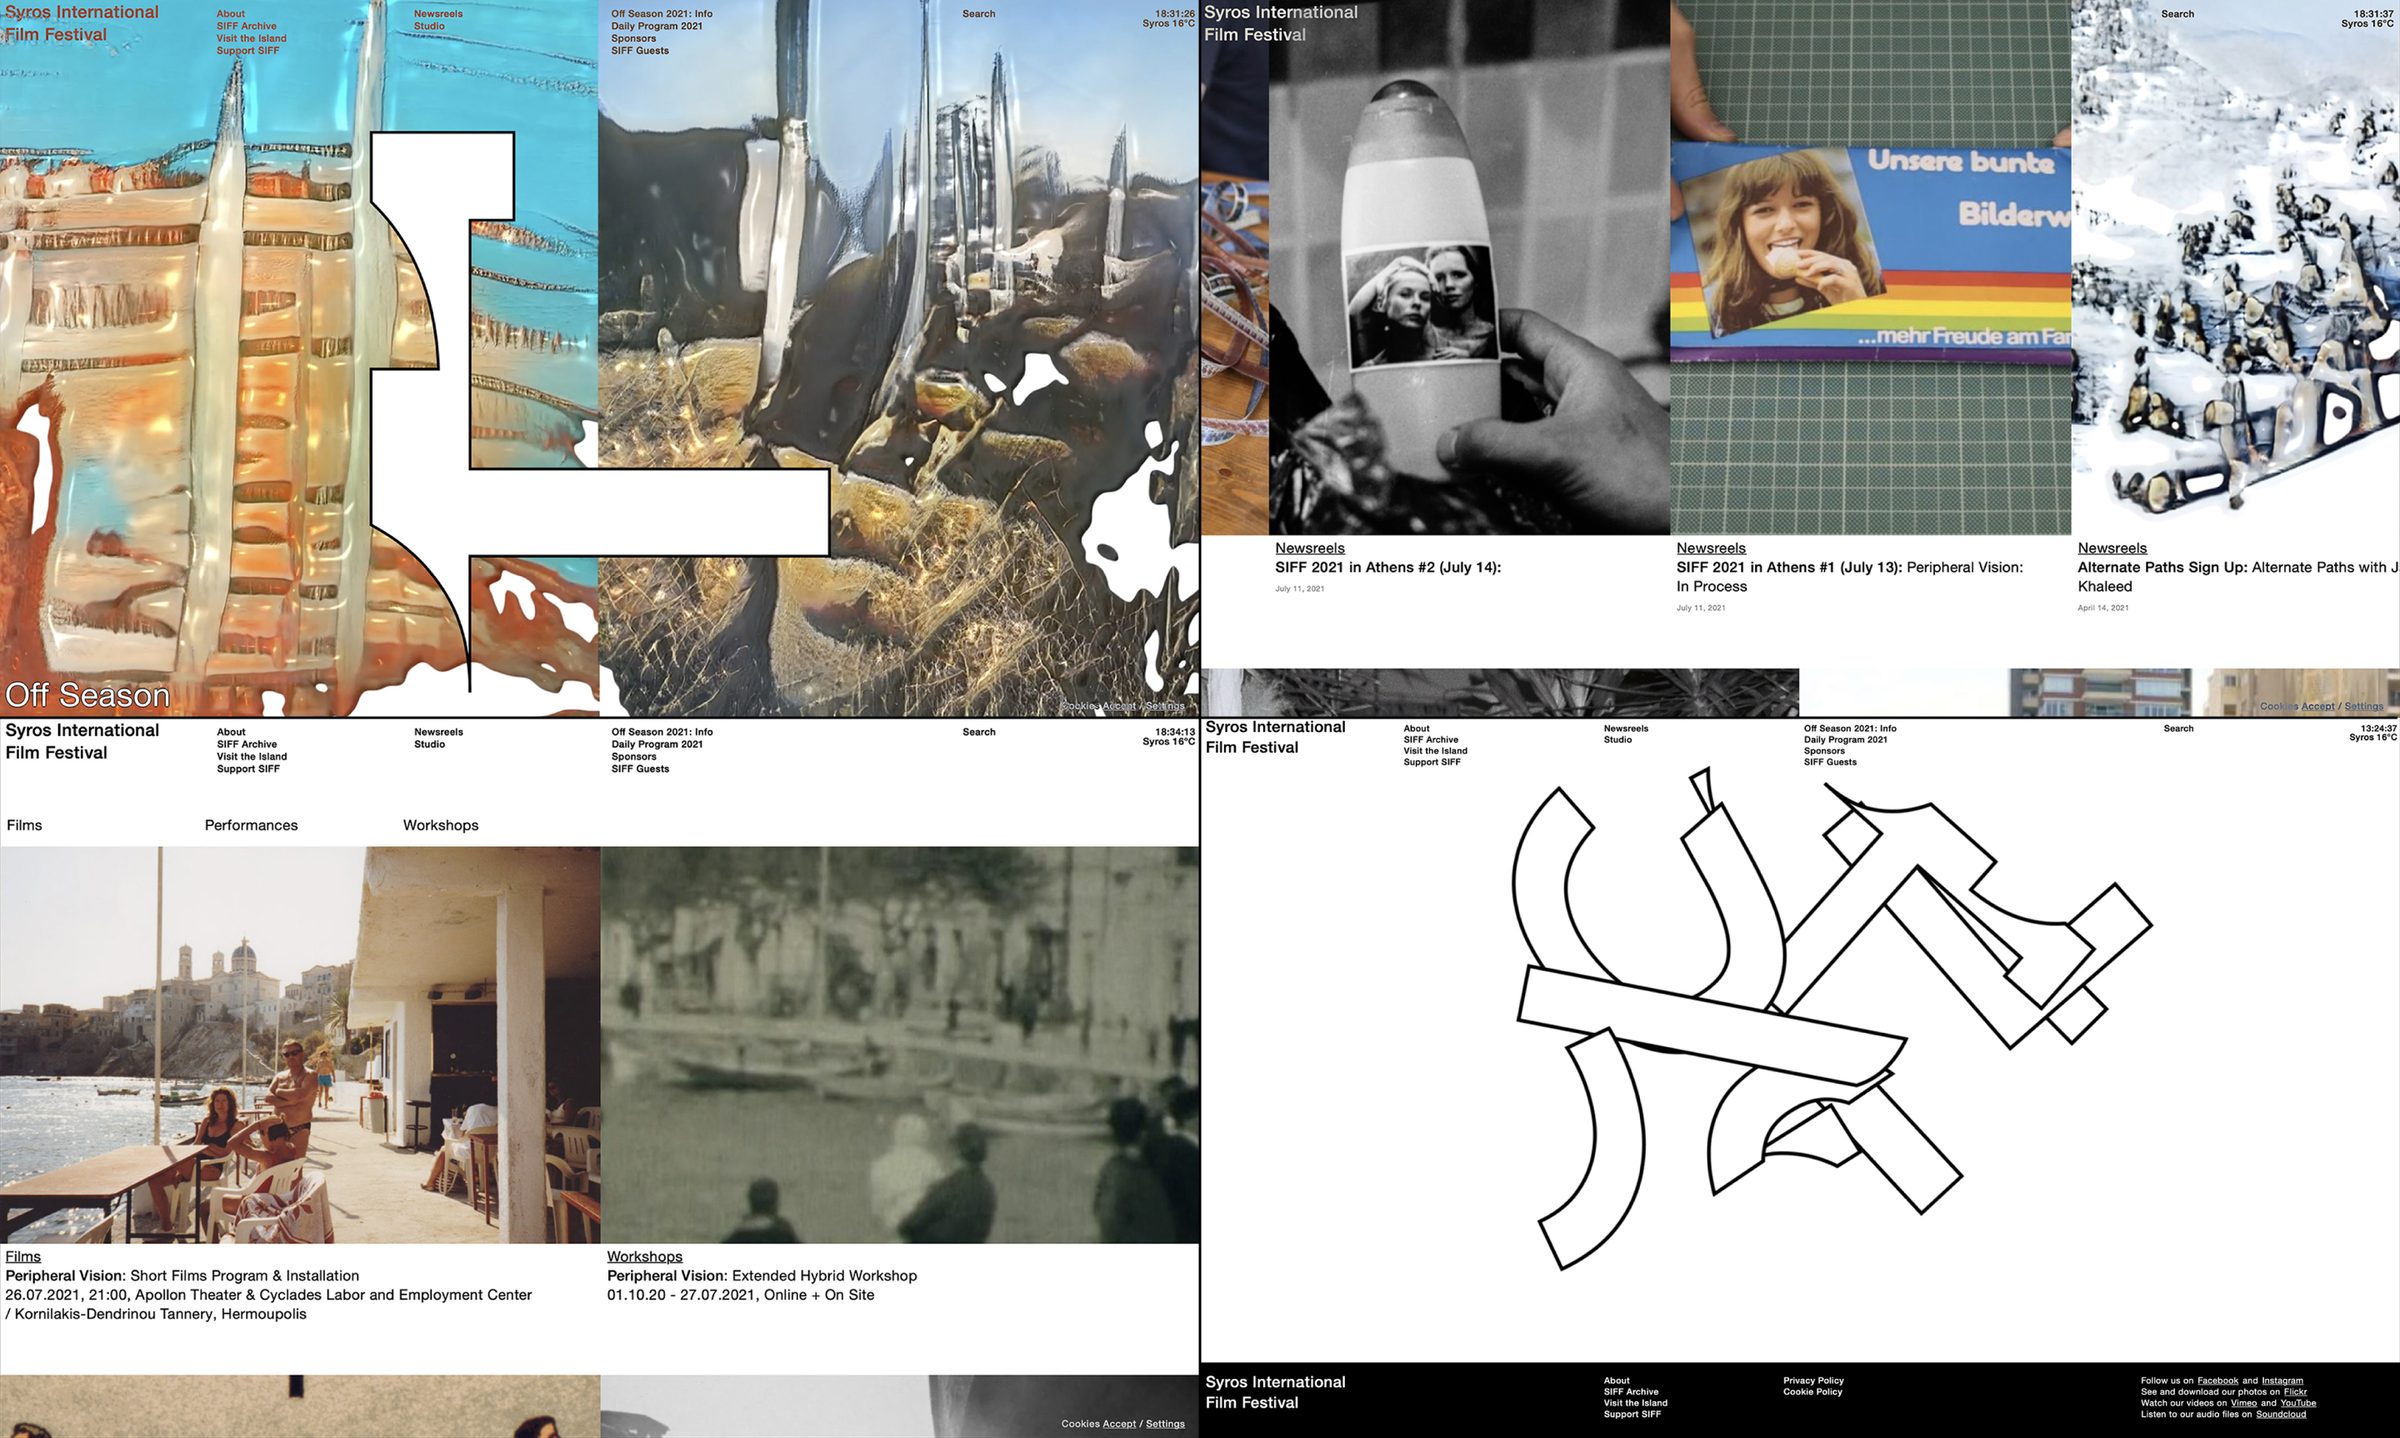 Syros International
Film Festival
About
SIFF Archive
Visit the Island
Support SIFF
Newsreels
Studio
Off Season 2021: Info
Daily Program 2021
Sponsors
SIFF Guests
Search
18:31:26
Syros 16°C
Off Season
Cookies Accept / Settings
Syros International
Film Festival
Search
18:31:37
Syros 16°C
Unsere bunte
Bilderw
...mehr Freude am Far
Newsreels
SIFF 2021 in Athens #2 (July 14):
July 11, 2021
Newsreels
SIFF 2021 in Athens #1 (July 13): Peripheral Vision:
In Process
July 11, 2021
Newsreels
Alternate Paths Sign Up: Alternate Paths with J
Khaleed
April 14, 2021
Cookies Accept / Settings
Syros International
Film Festival
About
SIFF Archive
Visit the Island
Support SIFF
Newsreels
Studio
Off Season 2021: Info
Daily Program 2021
Sponsors
SIFF Guests
Search
18:34:13
Syros 16°C
Films
Performances
Workshops
Films
Peripheral Vision: Short Films Program & Installation
26.07.2021, 21:00, Apollon Theater & Cyclades Labor and Employment Center
/ Kornilakis-Dendrinou Tannery, Hermoupolis
Workshops
Peripheral Vision: Extended Hybrid Workshop
01.10.20 - 27.07.2021, Online + On Site
Cookies Accept / Settings
Syros International
Film Festival
About
SIFF Archive
Visit the Island
Support SIFF
Newsreels
Studio
Off Season 2021: Info
Daily Program 2021
Sponsors
SIFF Guests
Search
13:24:37
Syros 16°C
Syros International
Film Festival
About
SIFF Archive
Visit the Island
Support SIFF
Privacy Policy
Cookie Policy
Follow us on Facebook and Instagram
See and download our photos on Flickr
Watch our videos on Vimeo and YouTube
Listen to our audio files on Soundcloud